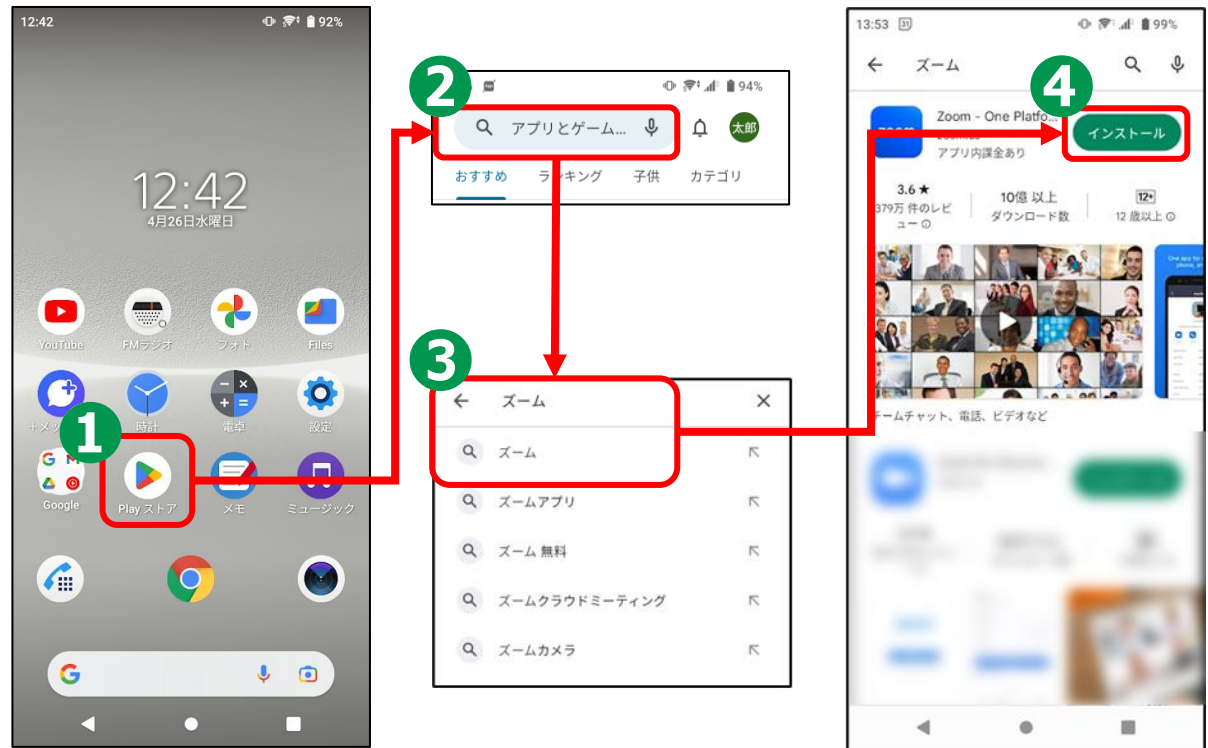 12:42
92%
12:42
4月26日水曜日
YouTube
FMラジオ
フォト
Files
時計
電卓
設定
1
Google
Play ストア
メモ
ミュージック
2
94%
アプリとゲーム...
太郎
おすすめ
ランキング
子供
カテゴリ
3
ズーム
ズーム
ズームアプリ
ズーム 無料
ズームクラウドミーティング
ズームカメラ
13:53
31
99%
ズーム
4
Zoom - One Platfo...
インストール
アプリ内課金あり
3.6★
379万 件のレビ
ュー
10億 以上
ダウンロード数
12+
12 歳以上
チームチャット、電話、ビデオなど